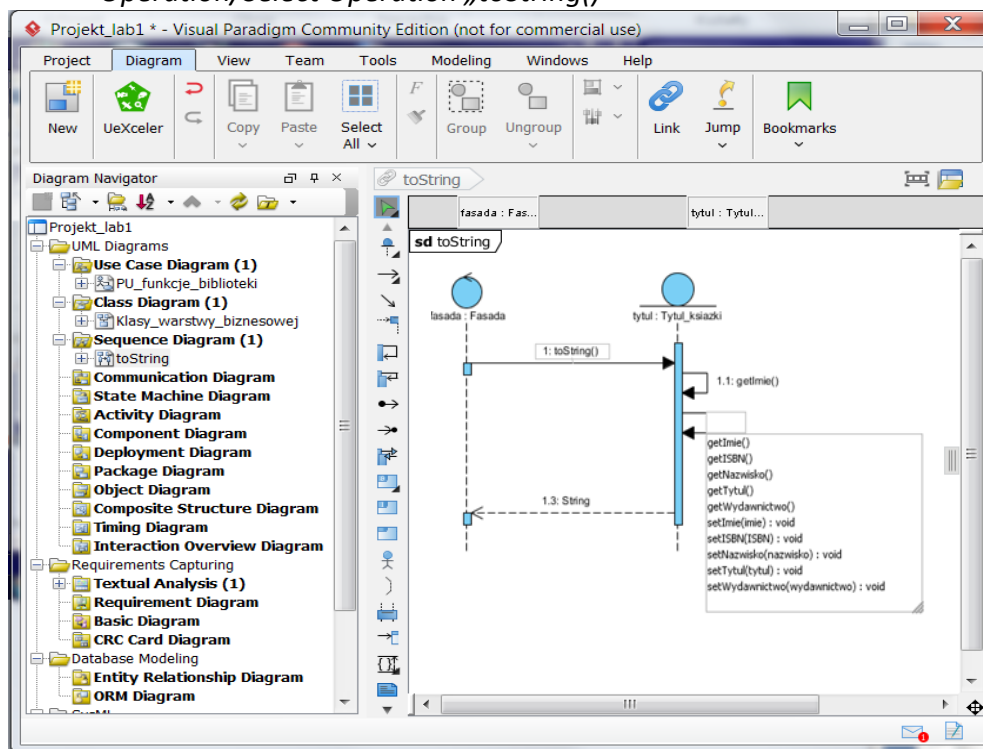 Operation/Select Operation „toString()
Projekt_lab1 * - Visual Paradigm Community Edition (not for commercial use)
Project Diagram View Team Tools Modeling Windows Help
New UeXceler Copy Paste Select All Group Ungroup Link Jump Bookmarks
Diagram Navigator
toString
fasada : Fas...
tytul : Tytul...
Projekt_lab1
UML Diagrams
Use Case Diagram (1)
PU_funkcje_biblioteki
Class Diagram (1)
Klasy_warstwy_biznesowej
Sequence Diagram (1)
toString
Communication Diagram
State Machine Diagram
Activity Diagram
Component Diagram
Deployment Diagram
Package Diagram
Object Diagram
Composite Structure Diagram
Timing Diagram
Interaction Overview Diagram
Requirements Capturing
Textual Analysis (1)
Requirement Diagram
Basic Diagram
CRC Card Diagram
Database Modeling
Entity Relationship Diagram
ORM Diagram
sd toString
fasada : Fasada
tytul : Tytul_ksiazki
1: toString()
1.1: getImie()
getImie()
getISBN()
getNazwisko()
getTytul()
getWydawnictwo()
setImie(imie) : void
setISBN(ISBN) : void
setNazwisko(nazwisko) : void
setTytul(tytul) : void
setWydawnictwo(wydawnictwo) : void
1.3: String